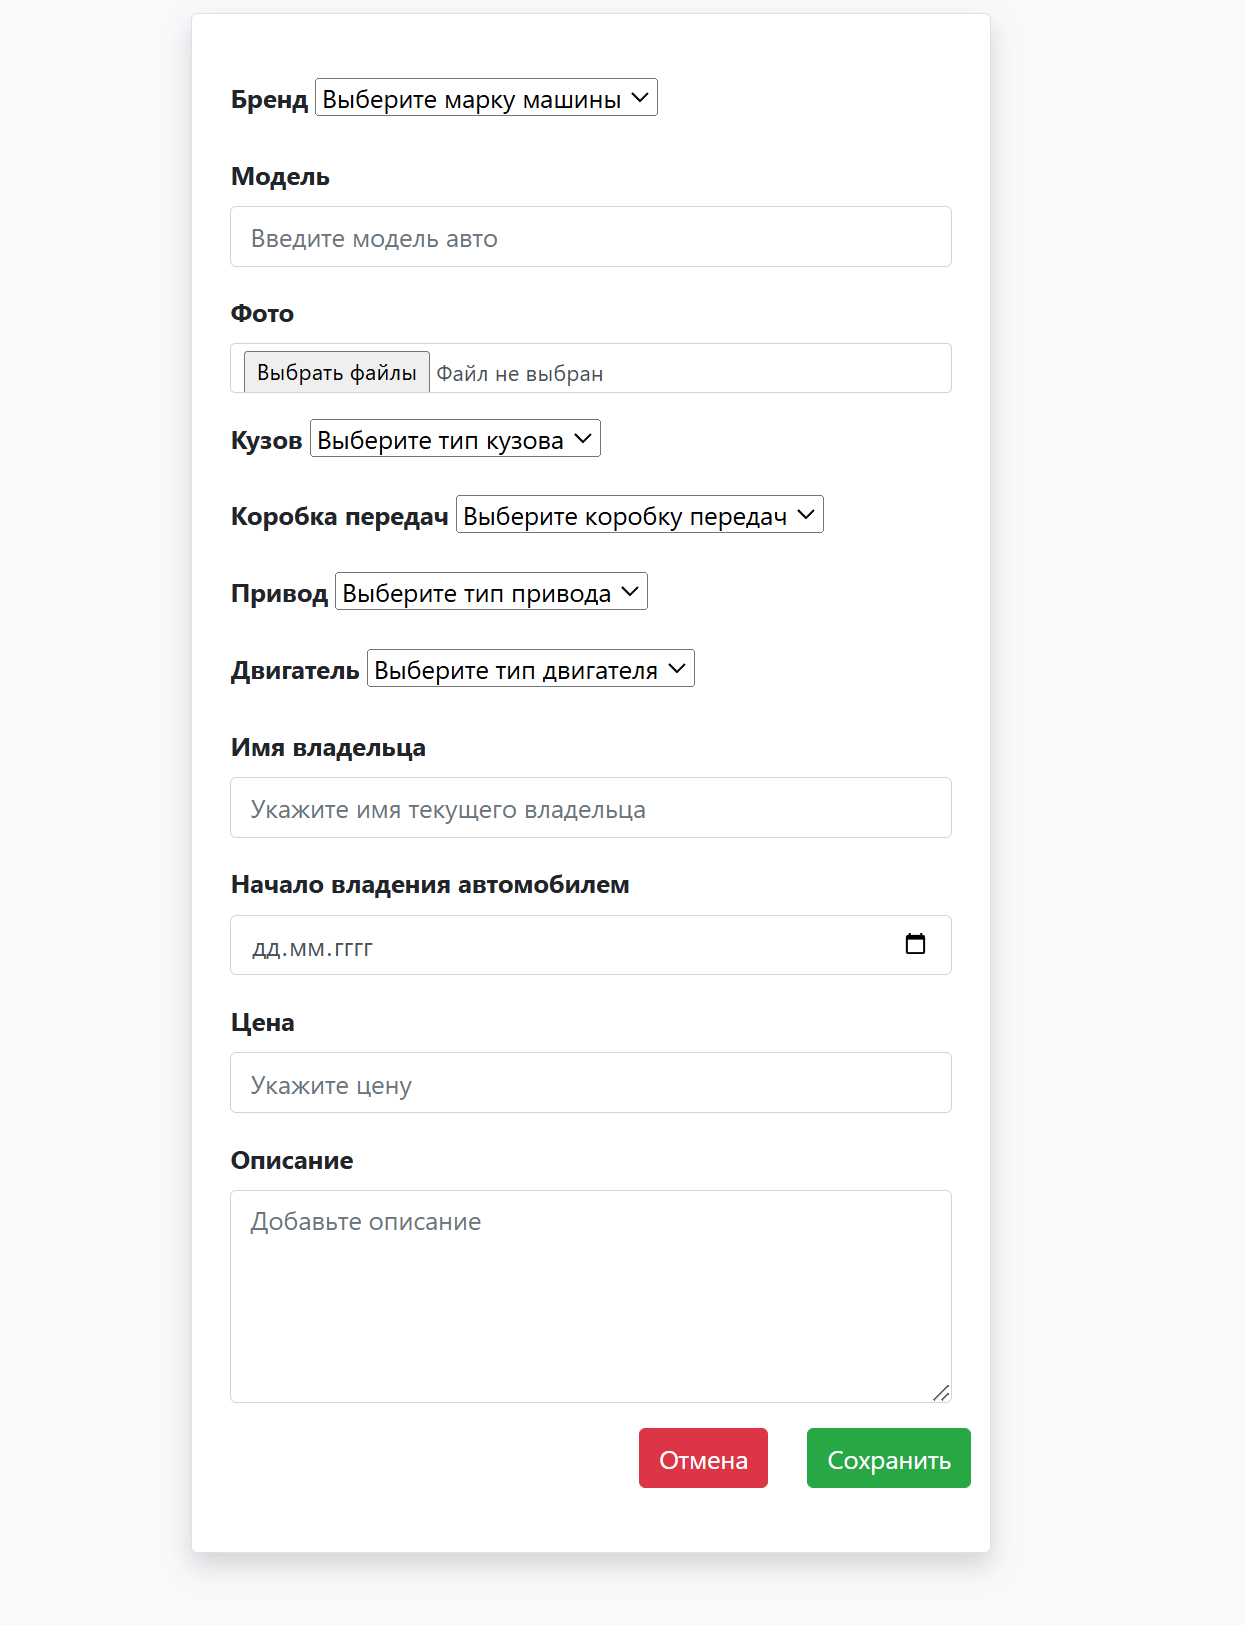 Бренд Выберите марку машины
Модель
Введите модель авто
Фото
Выбрать файлы Файл не выбран
Кузов Выберите тип кузова
Коробка передач Выберите коробку передач
Привод Выберите тип привода
Двигатель Выберите тип двигателя
Имя владельца
Укажите имя текущего владельца
Начало владения автомобилем
дд.мм.гггг
Цена
Укажите цену
Описание
Добавьте описание
Отмена Сохранить